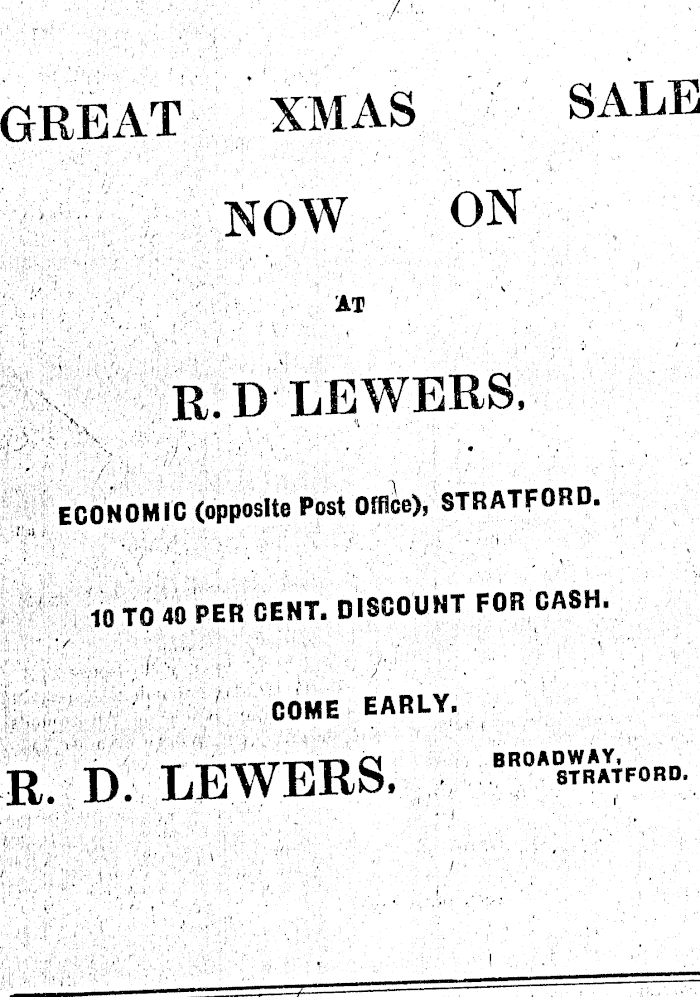 GREAT XMAS SALE
NOW ON
AT
R. D. LEWERS,
ECONOMIC (opposite Post Office), STRATFORD.
10 TO 40 PER CENT. DISCOUNT FOR CASH.
COME EARLY.
R. D. LEWERS, BROADWAY,
STRATFORD.